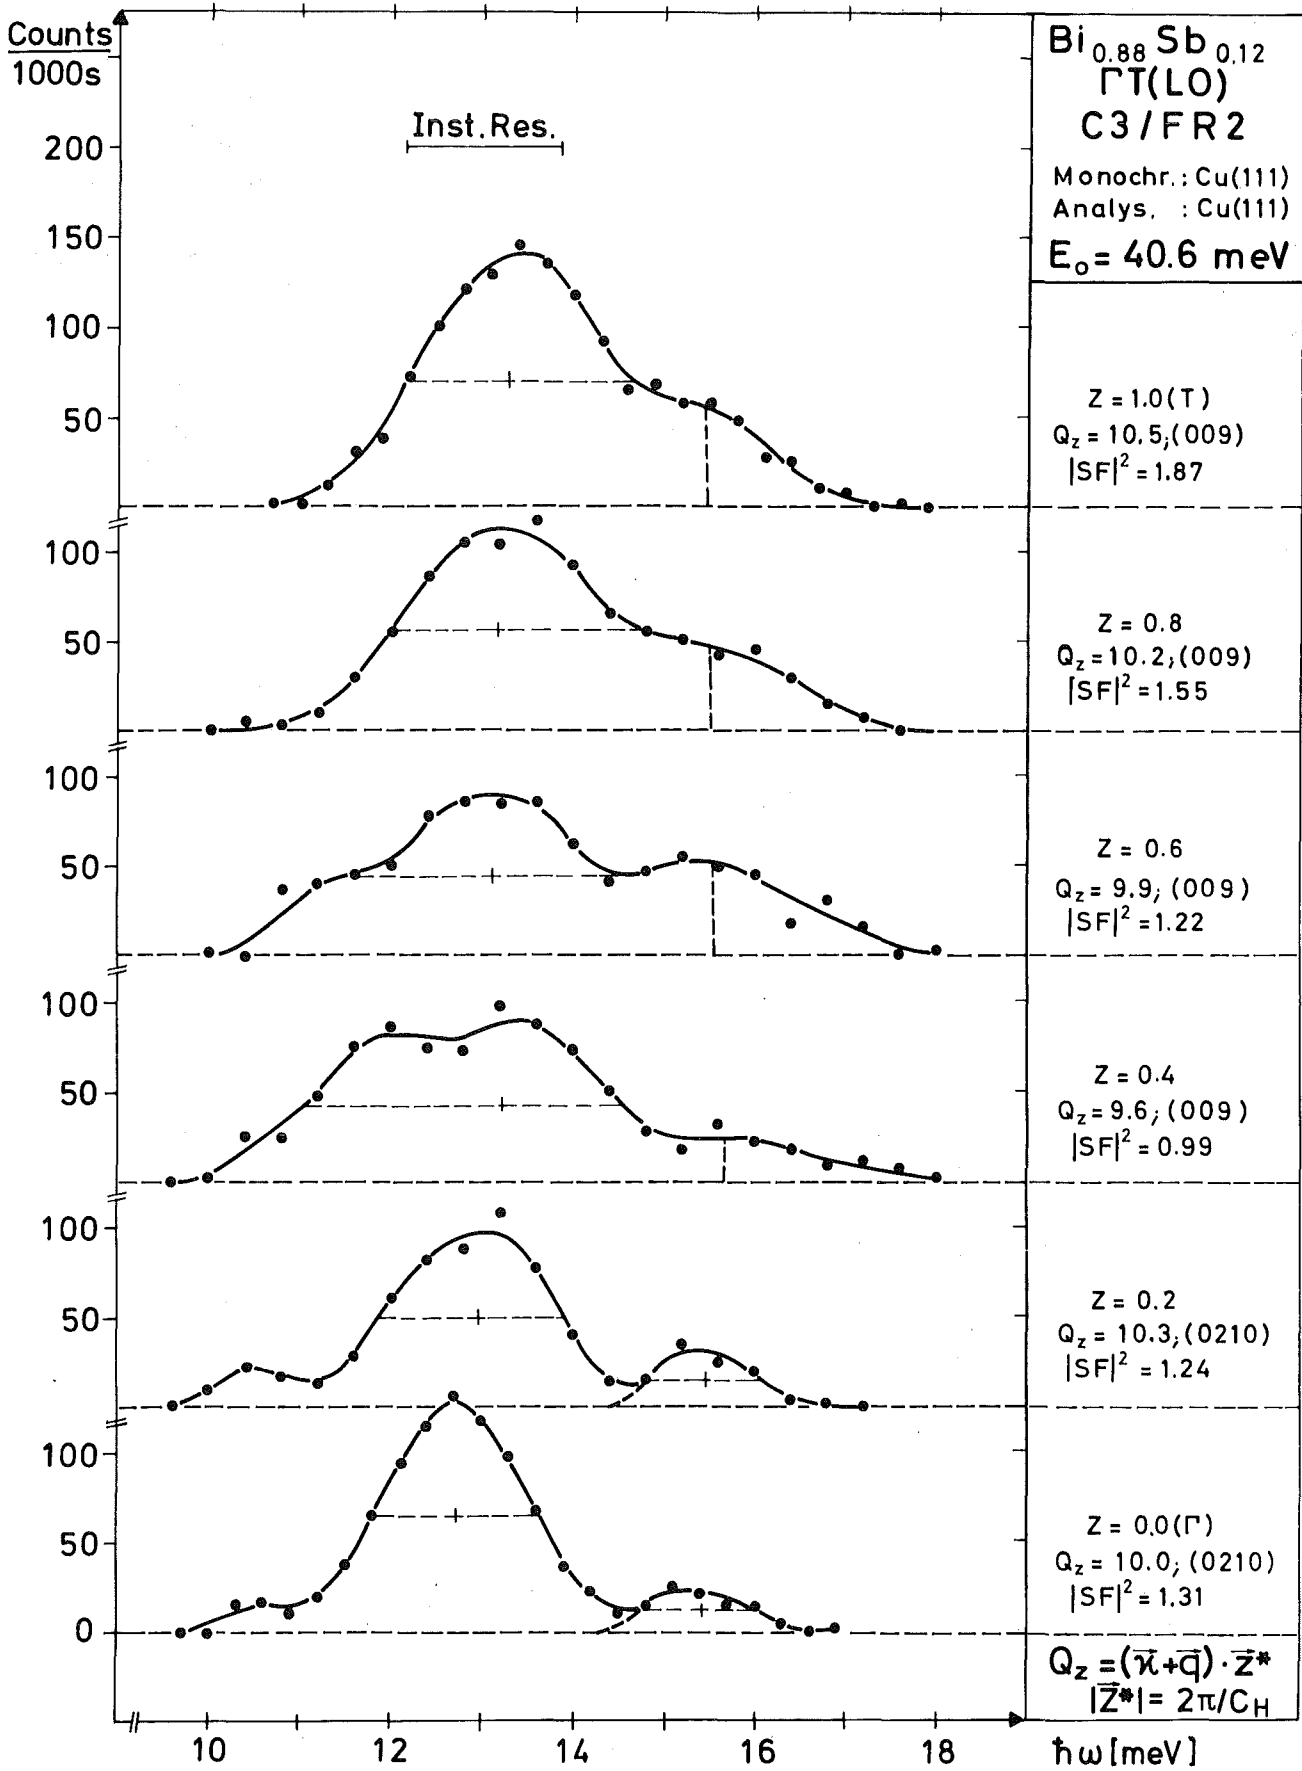 Counts
1000s
Bi0.88 Sb0.12
ΓT(LO)
C3/FR2
Monochr.: Cu(111)
Analys. : Cu(111)
E₀ = 40.6 meV
Inst.Res.
200
150
100
50
Z = 1.0(T)
Qz = 10.5;(009)
|SF|² = 1.87
100
50
Z = 0.8
Qz = 10.2;(009)
|SF|² = 1.55
100
50
Z = 0.6
Qz = 9.9; (009)
|SF|² = 1.22
100
50
Z = 0.4
Qz = 9.6; (009)
|SF|² = 0.99
100
50
Z = 0.2
Qz = 10.3; (0210)
|SF|² = 1.24
100
50
0
Z = 0.0(Γ)
Qz = 10.0; (0210)
|SF|² = 1.31
Qz = (ϰ⃗+q⃗)·z⃗*
|Z⃗*| = 2π/CH
10 12 14 16 18 ħω [meV]